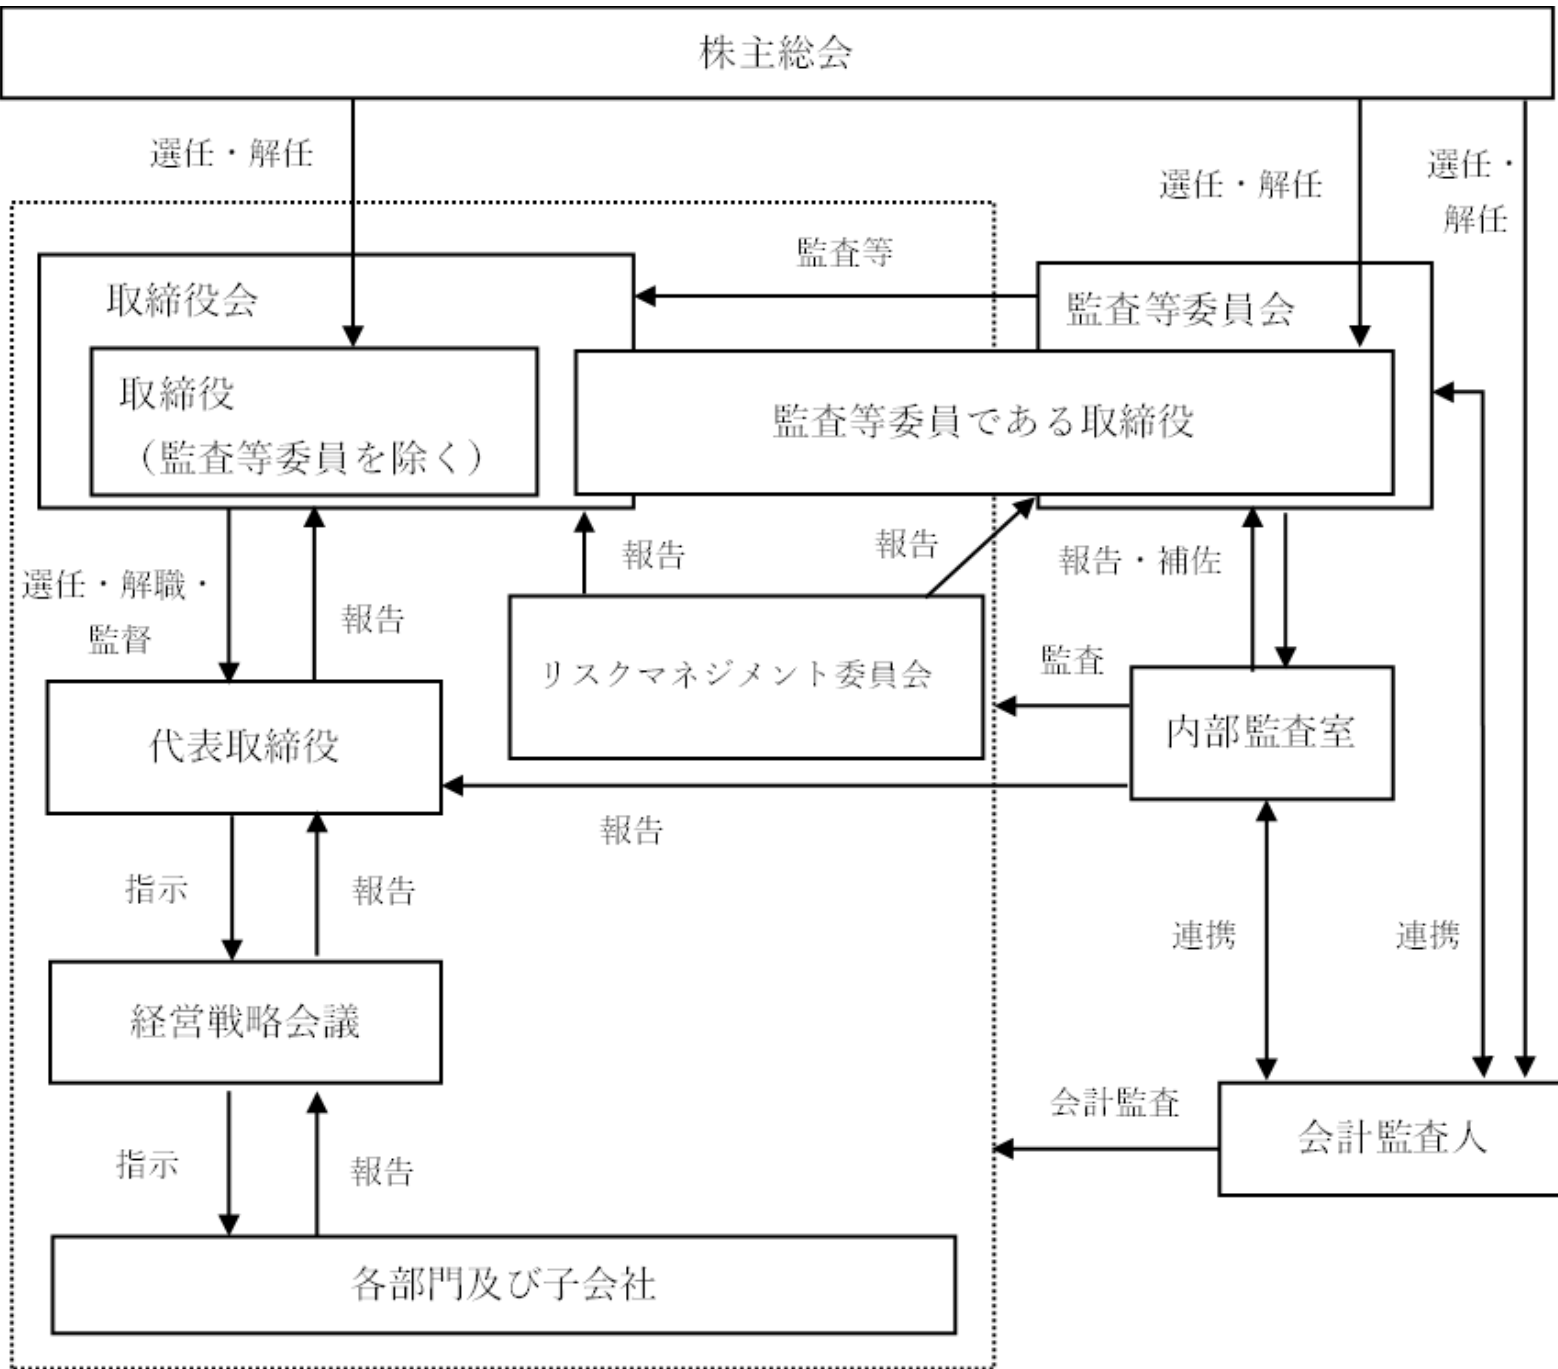 株主総会
選任・解任
選任・解任
選任・
解任
監査等
取締役会
監査等委員会
取締役
（監査等委員を除く）
監査等委員である取締役
報告
報告
報告・補佐
選任・解職・
監督
報告
リスクマネジメント委員会
監査
内部監査室
代表取締役
報告
指示
報告
連携
連携
経営戦略会議
会計監査
会計監査人
指示
報告
各部門及び子会社